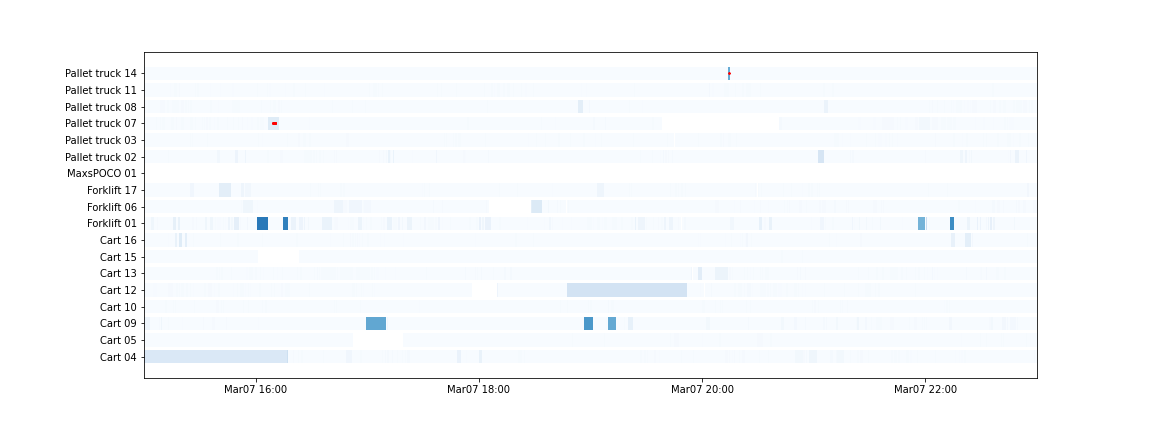 Pallet truck 14
Pallet truck 11
Pallet truck 08
Pallet truck 07
Pallet truck 03
Pallet truck 02
MaxsPOCO 01
Forklift 17
Forklift 06
Forklift 01
Cart 16
Cart 15
Cart 13
Cart 12
Cart 10
Cart 09
Cart 05
Cart 04
Mar07 16:00 Mar07 18:00 Mar07 20:00 Mar07 22:00